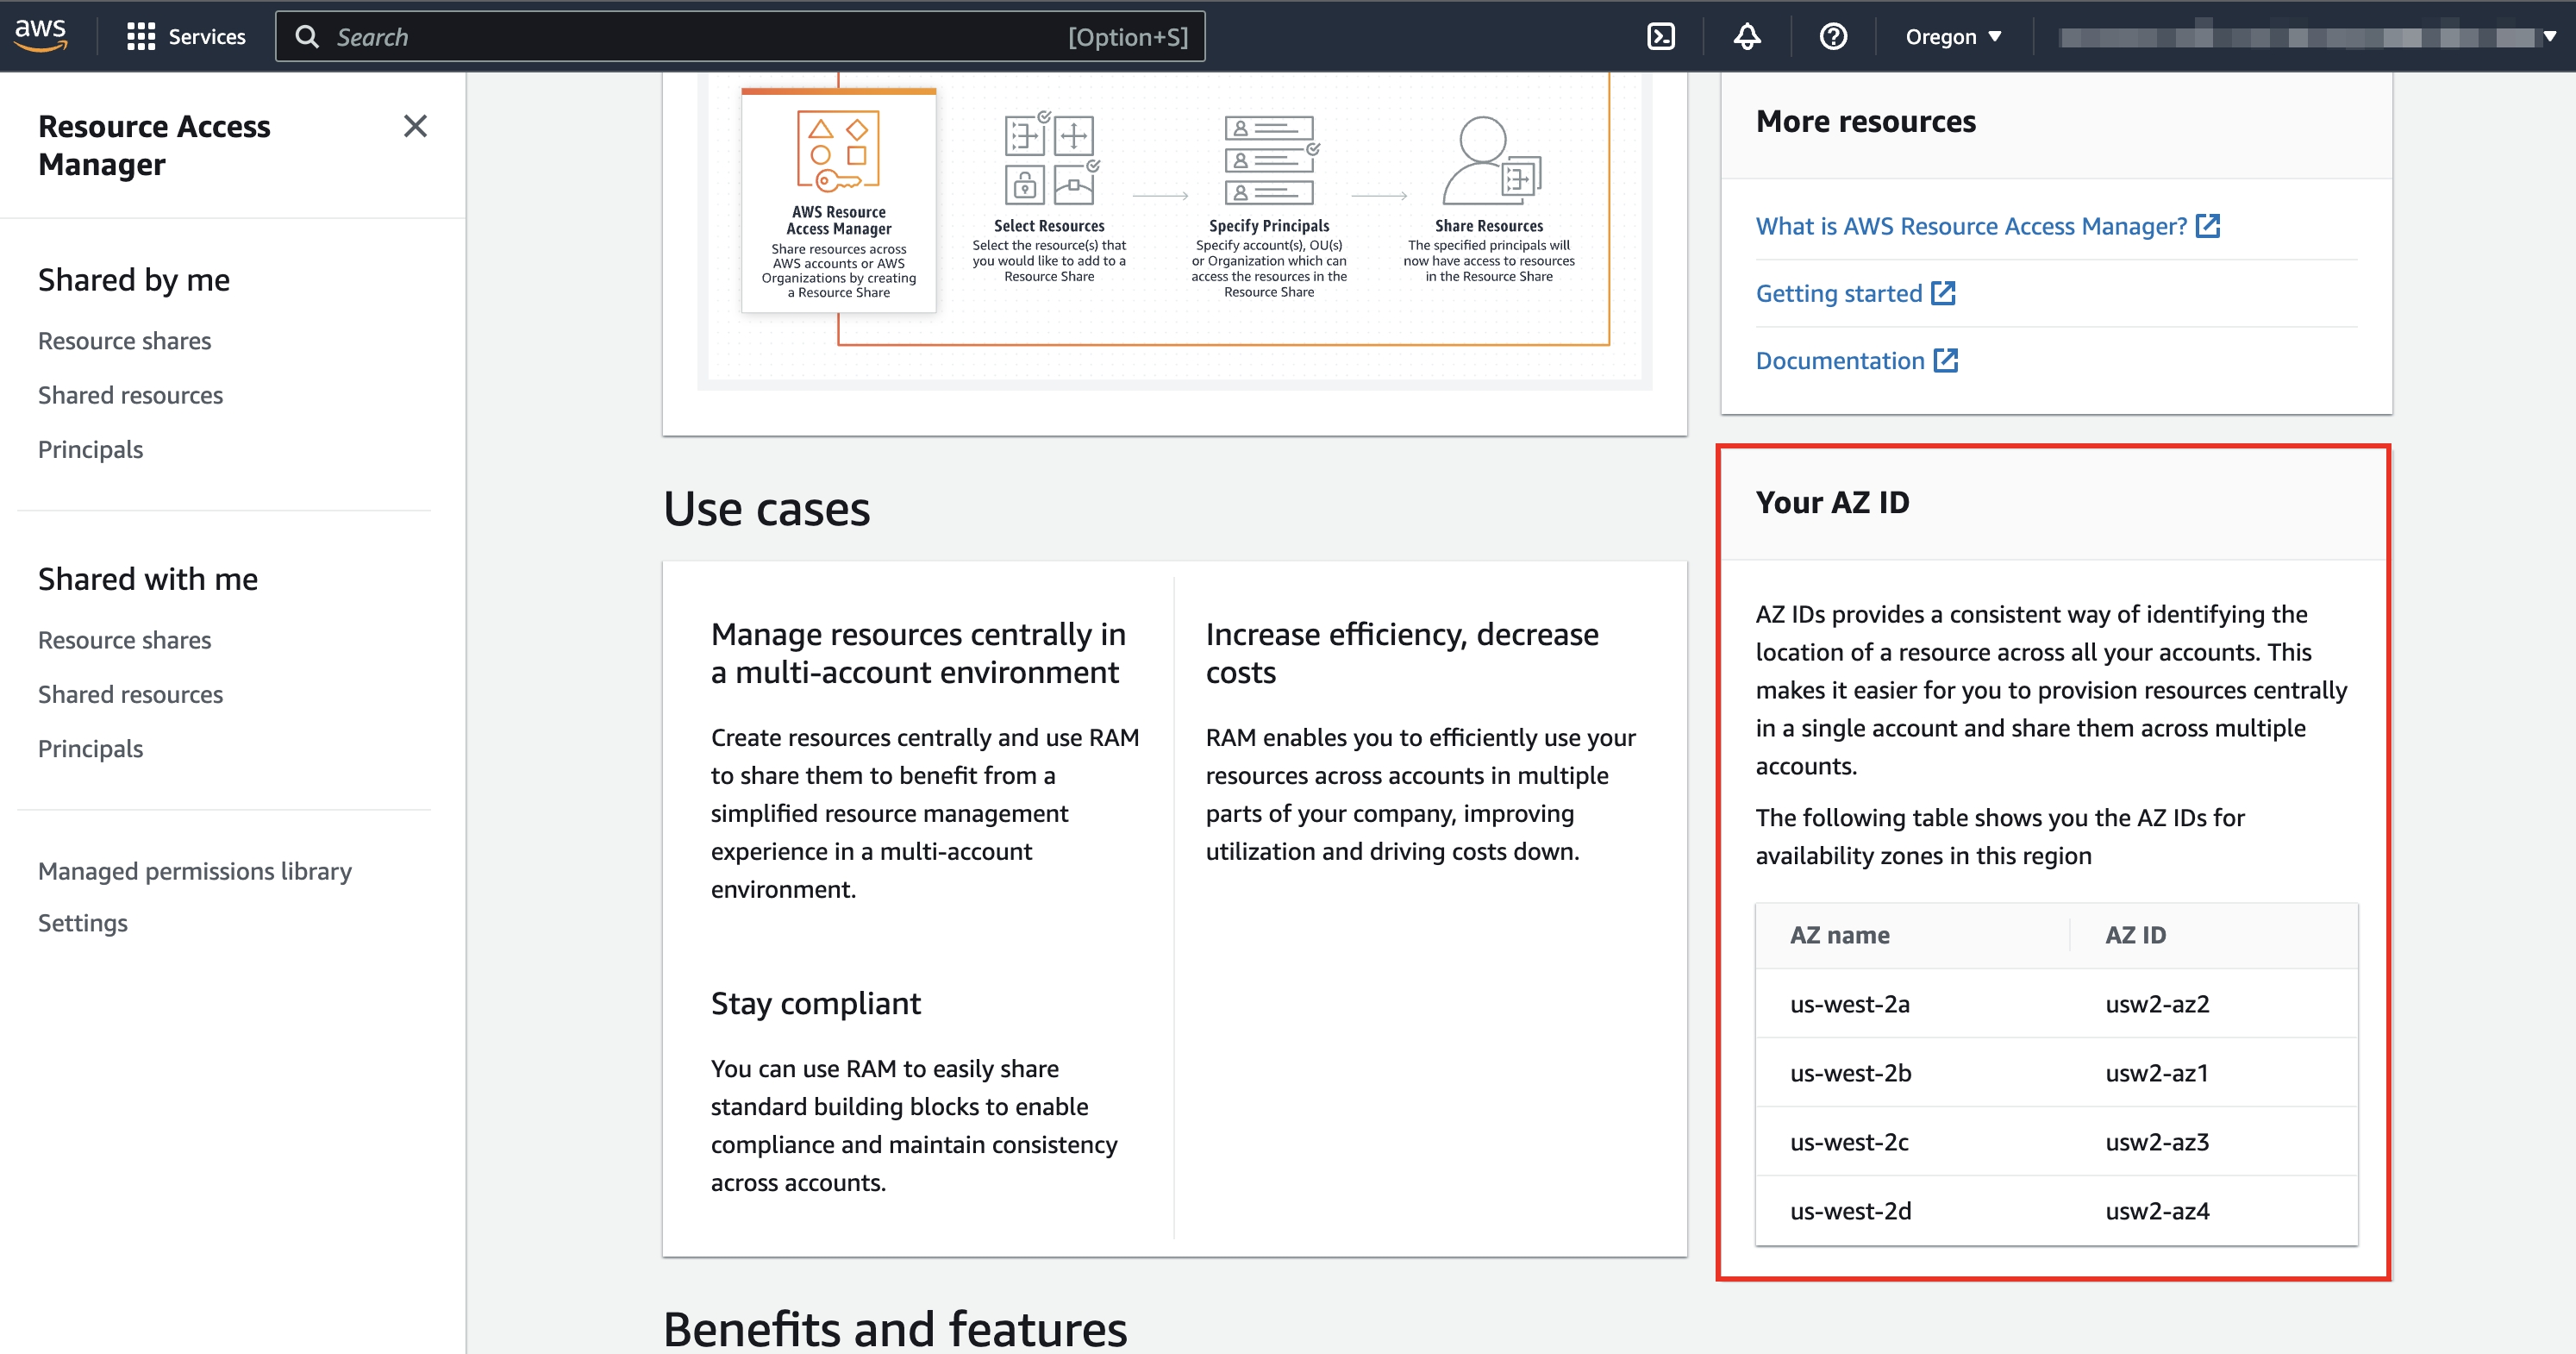 aws
Services
Search
[Option+S]
Oregon
Resource Access
Manager
Shared by me
Resource shares
Shared resources
Principals
Shared with me
Resource shares
Shared resources
Principals
Managed permissions library
Settings
AWS Resource
Access Manager
Share resources across
AWS accounts or AWS
Organizations by creating
a Resource Share
Select Resources
Select the resource(s) that
you would like to add to a
Resource Share
Specify Principals
Specify account(s), OU(s)
or Organization which can
access the resources in the
Resource Share
Share Resources
The specified principals will
now have access to resources
in the Resource Share
Use cases
Manage resources centrally in
a multi-account environment
Create resources centrally and use RAM
to share them to benefit from a
simplified resource management
experience in a multi-account
environment.
Increase efficiency, decrease
costs
RAM enables you to efficiently use your
resources across accounts in multiple
parts of your company, improving
utilization and driving costs down.
Stay compliant
You can use RAM to easily share
standard building blocks to enable
compliance and maintain consistency
across accounts.
Benefits and features
More resources
What is AWS Resource Access Manager?
Getting started
Documentation
Your AZ ID
AZ IDs provides a consistent way of identifying the
location of a resource across all your accounts. This
makes it easier for you to provision resources centrally
in a single account and share them across multiple
accounts.
The following table shows you the AZ IDs for
availability zones in this region
AZ name AZ ID
us-west-2a usw2-az2
us-west-2b usw2-az1
us-west-2c usw2-az3
us-west-2d usw2-az4